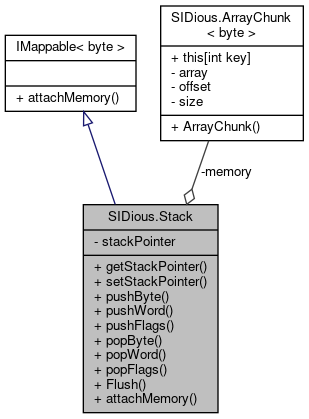 IMappable< byte >
+ attachMemory()
SIDious.ArrayChunk
< byte >
+ this[int key]
- array
- offset
- size
+ ArrayChunk()
-memory
SIDious.Stack
- stackPointer
+ getStackPointer()
+ setStackPointer()
+ pushByte()
+ pushWord()
+ pushFlags()
+ popByte()
+ popWord()
+ popFlags()
+ Flush()
+ attachMemory()